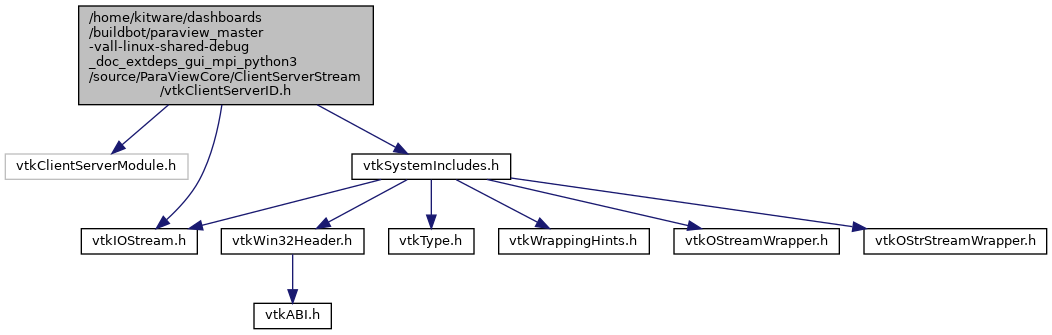 /home/kitware/dashboards
/buildbot/paraview_master
-vall-linux-shared-debug
_doc_extdeps_gui_mpi_python3
/source/ParaViewCore/ClientServerStream
/vtkClientServerID.h
vtkClientServerModule.h
vtkSystemIncludes.h
vtkIOStream.h
vtkWin32Header.h
vtkType.h
vtkWrappingHints.h
vtkOStreamWrapper.h
vtkOStrStreamWrapper.h
vtkABI.h